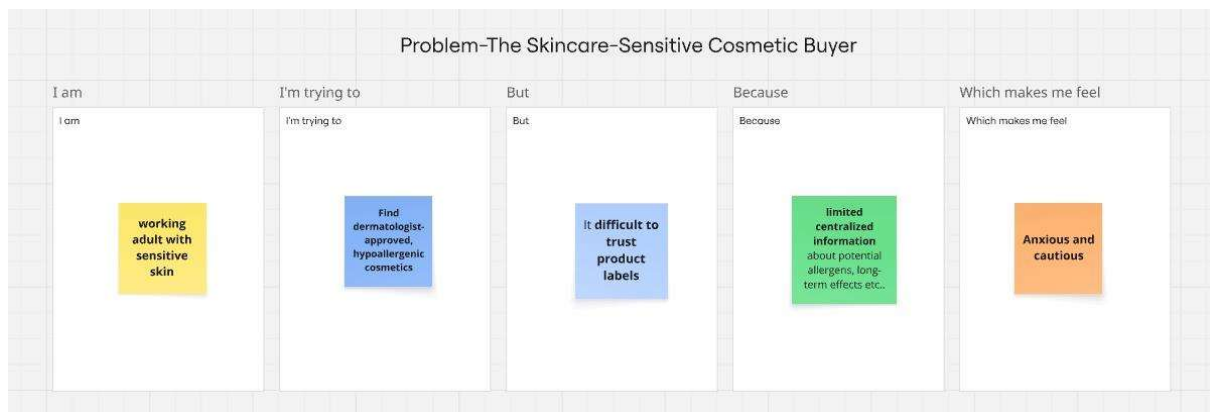 Problem-The Skincare-Sensitive Cosmetic Buyer
I am
I am
working
adult with
sensitive
skin
I'm trying to
I'm trying to
Find
dermatologist-
approved,
hypoallergenic
cosmetics
But
But
It difficult to
trust
product
labels
Because
Because
limited
centralized
information
about potential
allergens, long-
term effects etc..
Which makes me feel
Which makes me feel
Anxious and
cautious